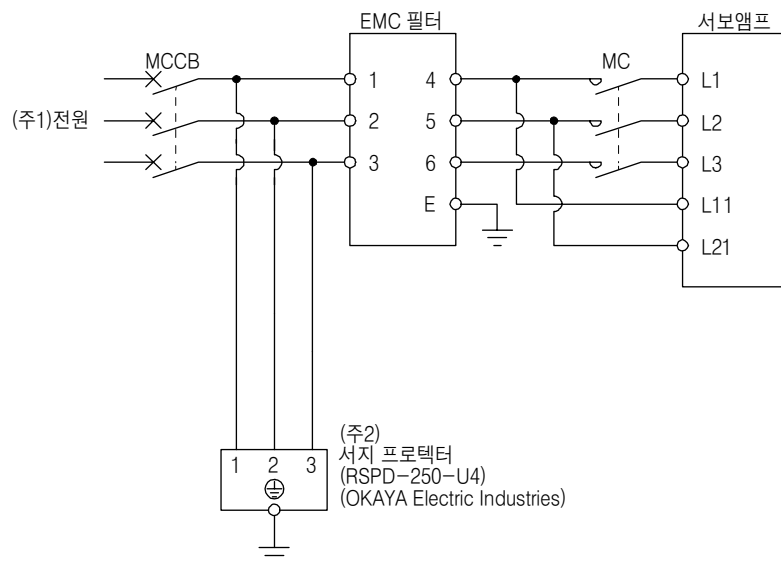 EMC 필터
서보앰프
MCCB
MC
1 4
L1
(주1)전원
2 5
L2
3 6
L3
E
L11
L21
(주2)
서지 프로텍터
1 2 3
(RSPD-250-U4)
(OKAYA Electric Industries)